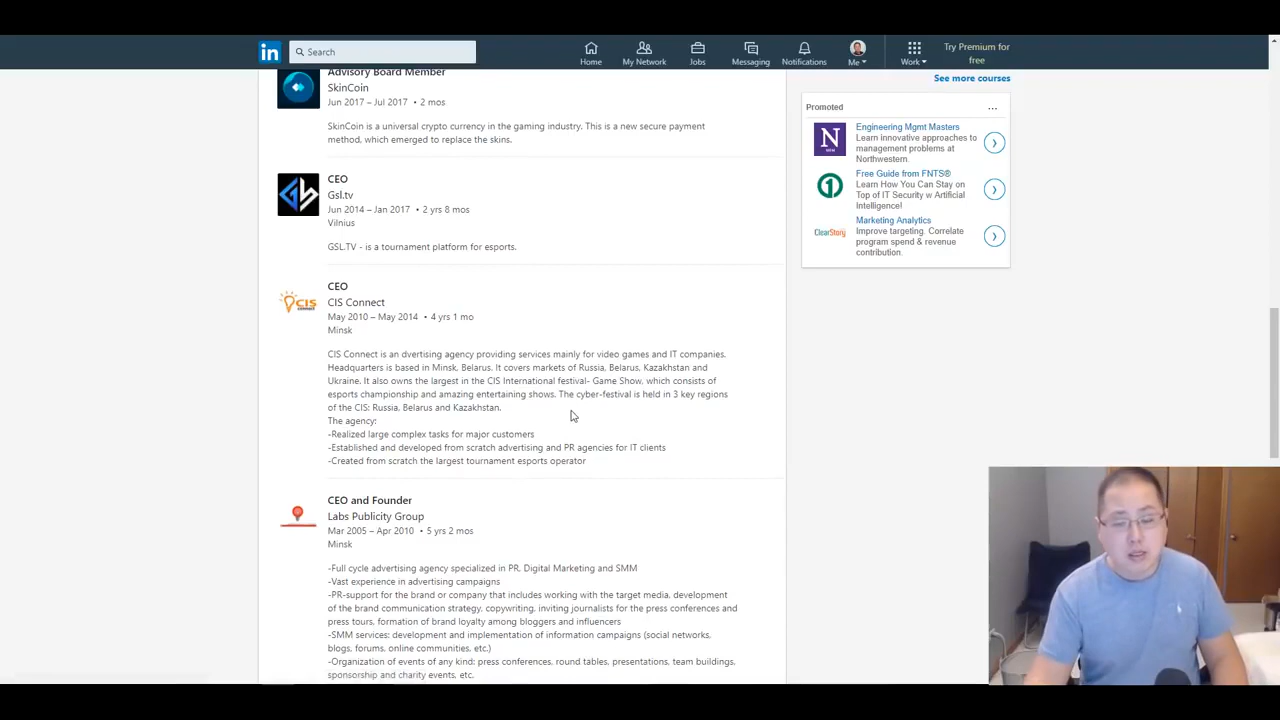 in
Search
Home
My Network
Jobs
Messaging
Notifications
Me
Work
Try Premium for
free
Advisory Board Member
SkinCoin
Jun 2017 – Jul 2017 • 2 mos
SkinCoin is a universal crypto currency in the gaming industry. This is a new secure payment
method, which emerged to replace the skins.
CEO
Gsl.tv
Jun 2014 – Jan 2017 • 2 yrs 8 mos
Vilnius
GSL.TV - is a tournament platform for esports.
CIS
CONNECT
CEO
CIS Connect
May 2010 – May 2014 • 4 yrs 1 mo
Minsk
CIS Connect is an dvertising agency providing services mainly for video games and IT companies.
Headquarters is based in Minsk, Belarus. It covers markets of Russia, Belarus, Kazakhstan and
Ukraine. It also owns the largest in the CIS International festival- Game Show, which consists of
esports championship and amazing entertaining shows. The cyber-festival is held in 3 key regions
of the CIS: Russia, Belarus and Kazakhstan.
The agency:
-Realized large complex tasks for major customers
-Established and developed from scratch advertising and PR agencies for IT clients
-Created from scratch the largest tournament esports operator
CEO and Founder
Labs Publicity Group
Mar 2005 – Apr 2010 • 5 yrs 2 mos
Minsk
-Full cycle advertising agency specialized in PR, Digital Marketing and SMM
-Vast experience in advertising campaigns
-PR-support for the brand or company that includes working with the target media, development
of the brand communication strategy, copywriting, inviting journalists for the press conferences and
press tours, formation of brand loyalty among bloggers and influencers
-SMM services: development and implementation of information campaigns (social networks,
blogs, forums, online communities, etc.)
-Organization of events of any kind: press conferences, round tables, presentations, team buildings,
sponsorship and charity events, etc.
See more courses
Promoted
...
N
Engineering Mgmt Masters
Learn innovative approaches to
management problems at
Northwestern.
1
Free Guide from FNTS®
Learn How You Can Stay on
Top of IT Security w Artificial
Intelligence!
ClearStory
Marketing Analytics
Improve targeting. Correlate
program spend & revenue
contribution.